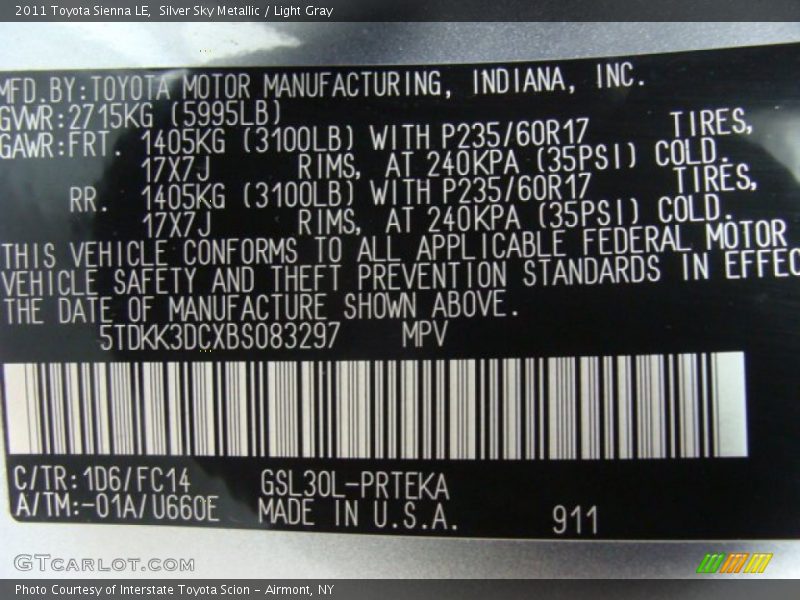 2011 Toyota Sienna LE, Silver Sky Metallic / Light Gray
MFD.BY:TOYOTA MOTOR MANUFACTURING, INDIANA, INC.
GVWR:2715KG (5995LB)
GAWR:FRT. 1405KG (3100LB) WITH P235/60R17 TIRES,
17X7J RIMS, AT 240KPA (35PSI) COLD.
RR. 1405KG (3100LB) WITH P235/60R17 TIRES,
17X7J RIMS, AT 240KPA (35PSI) COLD.
THIS VEHICLE CONFORMS TO ALL APPLICABLE FEDERAL MOTOR
VEHICLE SAFETY AND THEFT PREVENTION STANDARDS IN EFFEC
THE DATE OF MANUFACTURE SHOWN ABOVE.
5TDKK3DCXBS083297 MPV
C/TR:1D6/FC14 GSL30L-PRTEKA
A/TM:-01A/U660E MADE IN U.S.A. 911
GTCARLOT.COM
Photo Courtesy of Interstate Toyota Scion - Airmont, NY